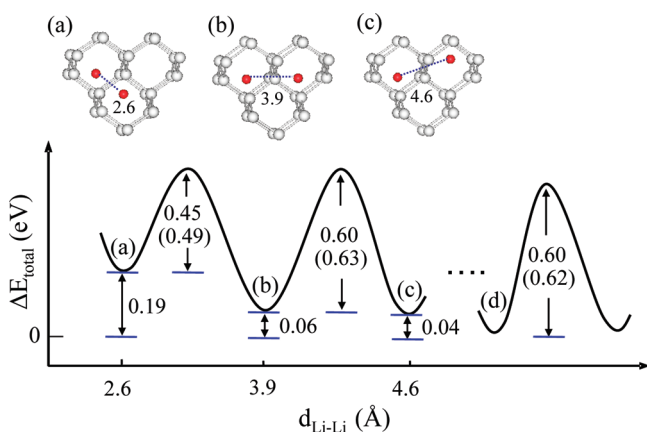 (a) (b) (c)
2.6 3.9 4.6
ΔE_total (eV)
0.45
(0.49)
0.60
(0.63)
0.60
(0.62)
(a) (b) (c) (d)
0.19 0.06 0.04
0
2.6 3.9 4.6
d_Li-Li (Å)